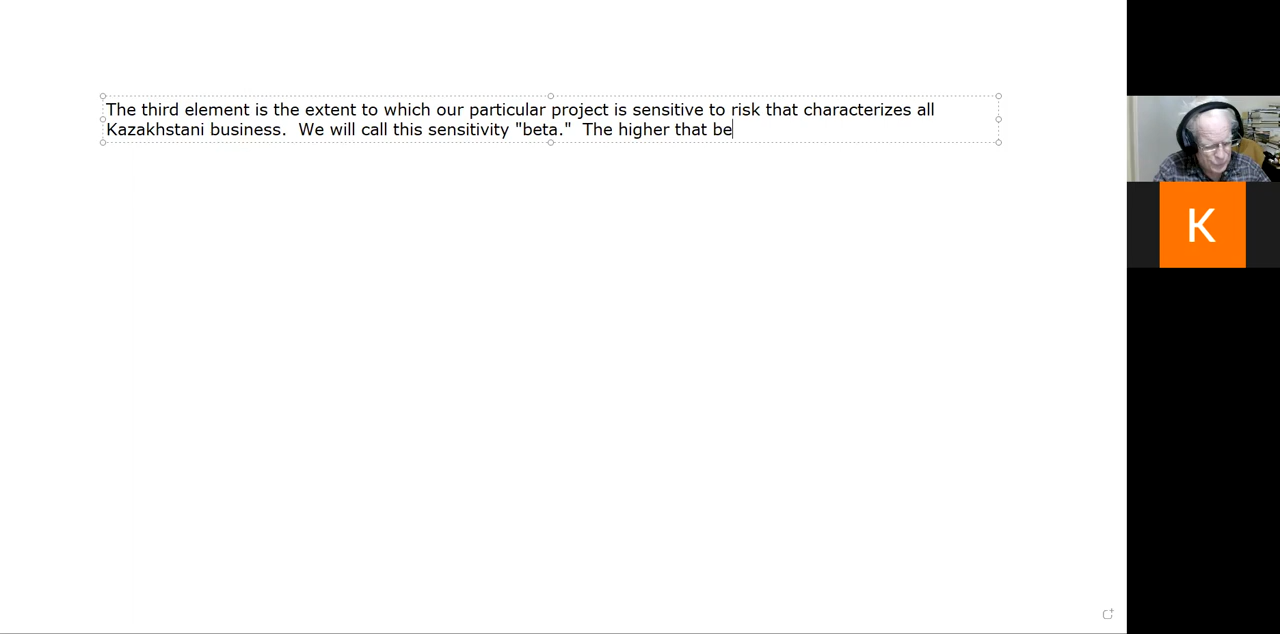 The third element is the extent to which our particular project is sensitive to risk that characterizes all
Kazakhstani business.  We will call this sensitivity "beta."  The higher that be
K